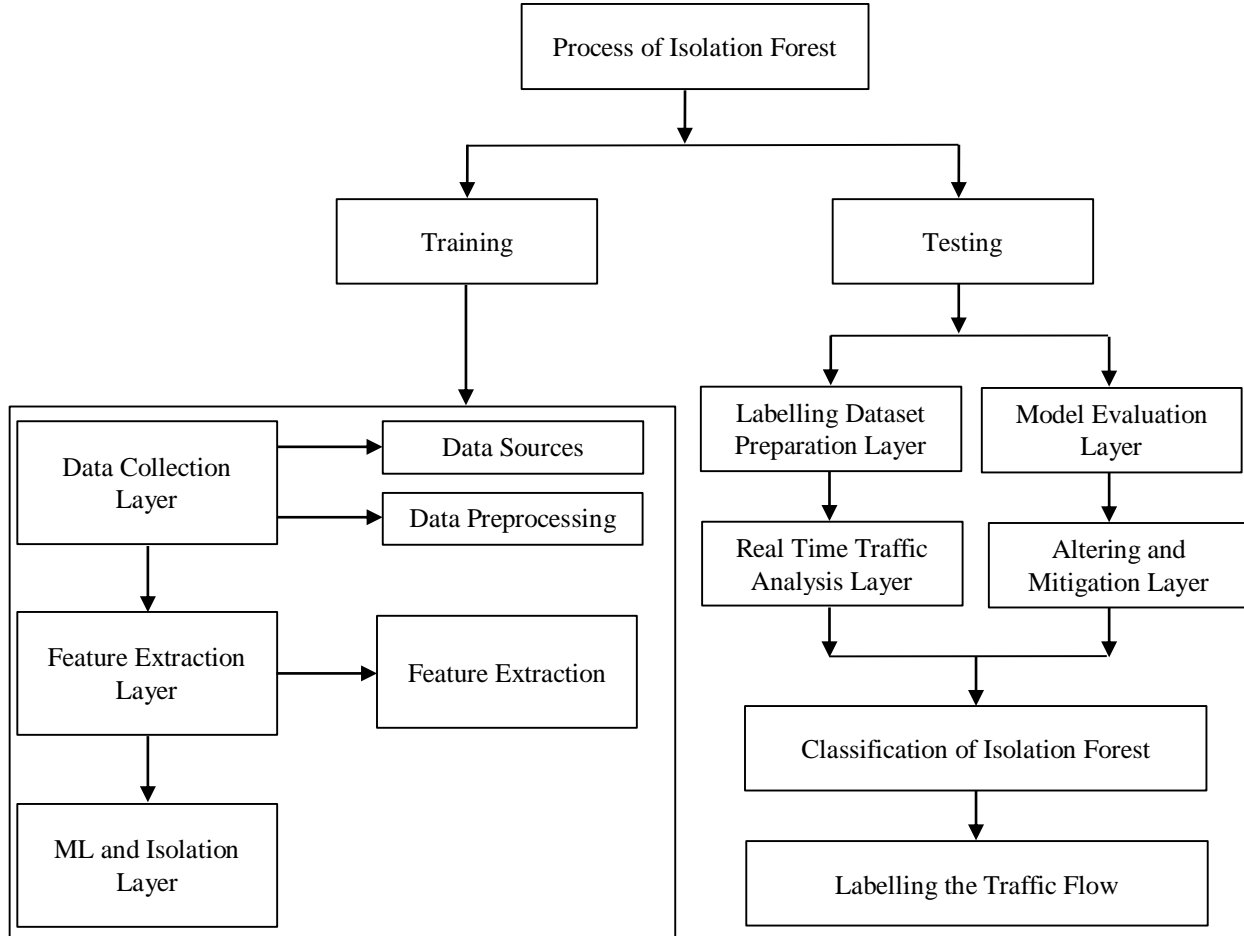 Process of Isolation Forest
Training
Testing
Data Collection
Layer
Data Sources
Data Preprocessing
Feature Extraction
Layer
Feature Extraction
ML and Isolation
Layer
Labelling Dataset
Preparation Layer
Model Evaluation
Layer
Real Time Traffic
Analysis Layer
Altering and
Mitigation Layer
Classification of Isolation Forest
Labelling the Traffic Flow